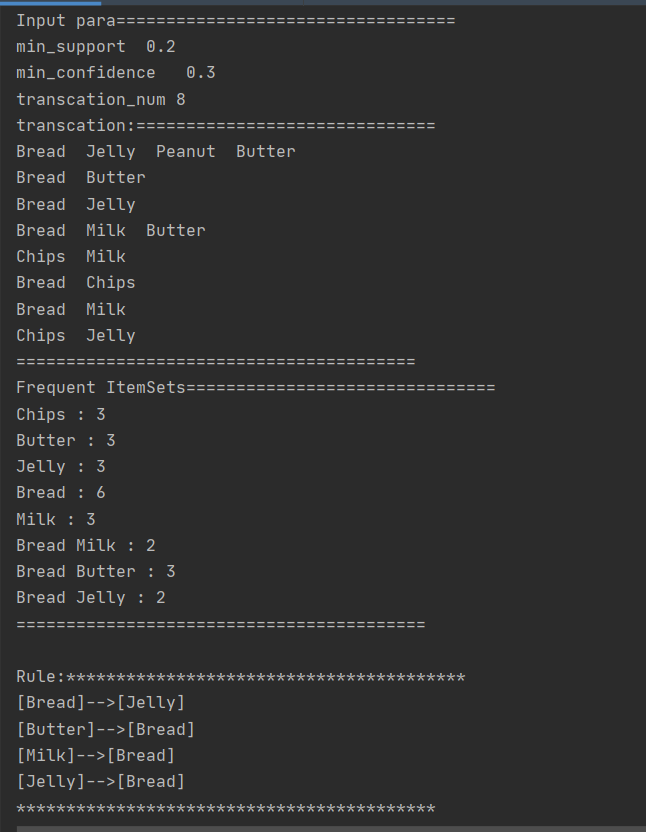 Input para==================================
min_support  0.2
min_confidence   0.3
transcation_num 8
transcation:==============================
Bread  Jelly  Peanut  Butter
Bread  Butter
Bread  Jelly
Bread  Milk  Butter
Chips  Milk
Bread  Chips
Bread  Milk
Chips  Jelly
========================================
Frequent ItemSets===============================
Chips : 3
Butter : 3
Jelly : 3
Bread : 6
Milk : 3
Bread Milk : 2
Bread Butter : 3
Bread Jelly : 2
=========================================
Rule:****************************************
[Bread]-->[Jelly]
[Butter]-->[Bread]
[Milk]-->[Bread]
[Jelly]-->[Bread]
******************************************